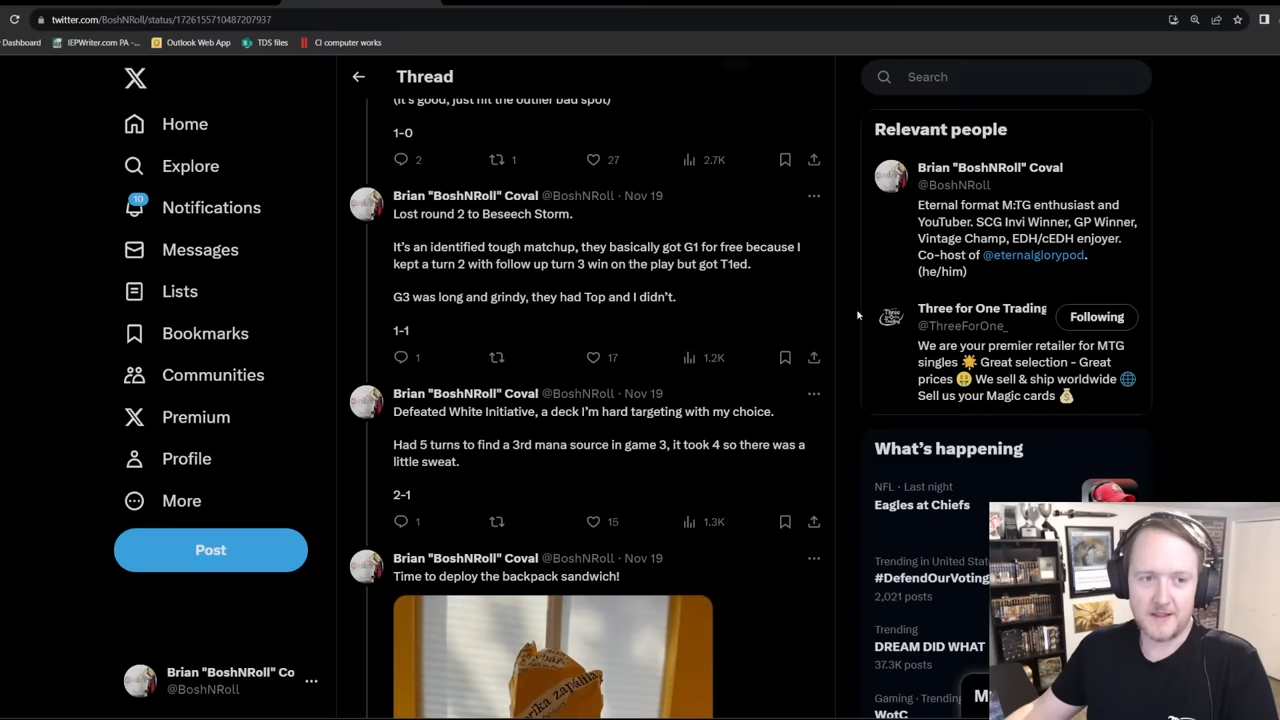 twitter.com/BoshNRoll/status/1726155710487207937
Dashboard
IEPWriter.com PA -...
Outlook Web App
TDS files
CI computer works
Home
Explore
10
Notifications
Messages
Lists
Bookmarks
Communities
Premium
Profile
More
Post
Brian "BoshNRoll" Co
@BoshNRoll
Thread
(It's good, just hit the outlier bad spot)
1-0
2
1
27
2.7K
Brian "BoshNRoll" Coval @BoshNRoll · Nov 19
Lost round 2 to Beseech Storm.
It's an identified tough matchup, they basically got G1 for free because I
kept a turn 2 with follow up turn 3 win on the play but got T1ed.
G3 was long and grindy, they had Top and I didn't.
1-1
1
17
1.2K
Brian "BoshNRoll" Coval @BoshNRoll · Nov 19
Defeated White Initiative, a deck I'm hard targeting with my choice.
Had 5 turns to find a 3rd mana source in game 3, it took 4 so there was a
little sweat.
2-1
1
15
1.3K
Brian "BoshNRoll" Coval @BoshNRoll · Nov 19
Time to deploy the backpack sandwich!
Search
Relevant people
Brian "BoshNRoll" Coval
@BoshNRoll
Eternal format M:TG enthusiast and
YouTuber. SCG Invi Winner, GP Winner,
Vintage Champ, EDH/cEDH enjoyer.
Co-host of @eternalglorypod.
(he/him)
Three for One Trading
@ThreeForOne_
Following
We are your premier retailer for MTG
singles 🌟 Great selection - Great
prices 🤑 We sell & ship worldwide 🌐
Sell us your Magic cards 💰
What's happening
NFL · Last night
Eagles at Chiefs
Trending in United Stat
#DefendOurVoting
2,021 posts
Trending
DREAM DID WHAT
37.3K posts
Gaming · Trending
WotC